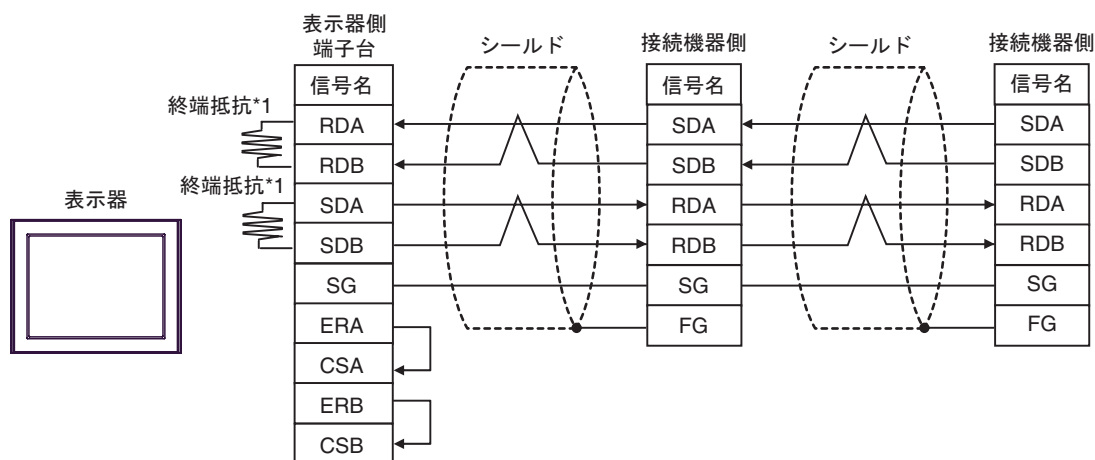 表示器側
端子台
シールド
接続機器側
シールド
接続機器側
信号名
信号名
信号名
終端抵抗*1
RDA
SDA
SDA
RDB
SDB
SDB
終端抵抗*1
表示器
SDA
RDA
RDA
SDB
RDB
RDB
SG
SG
SG
ERA
FG
FG
CSA
ERB
CSB